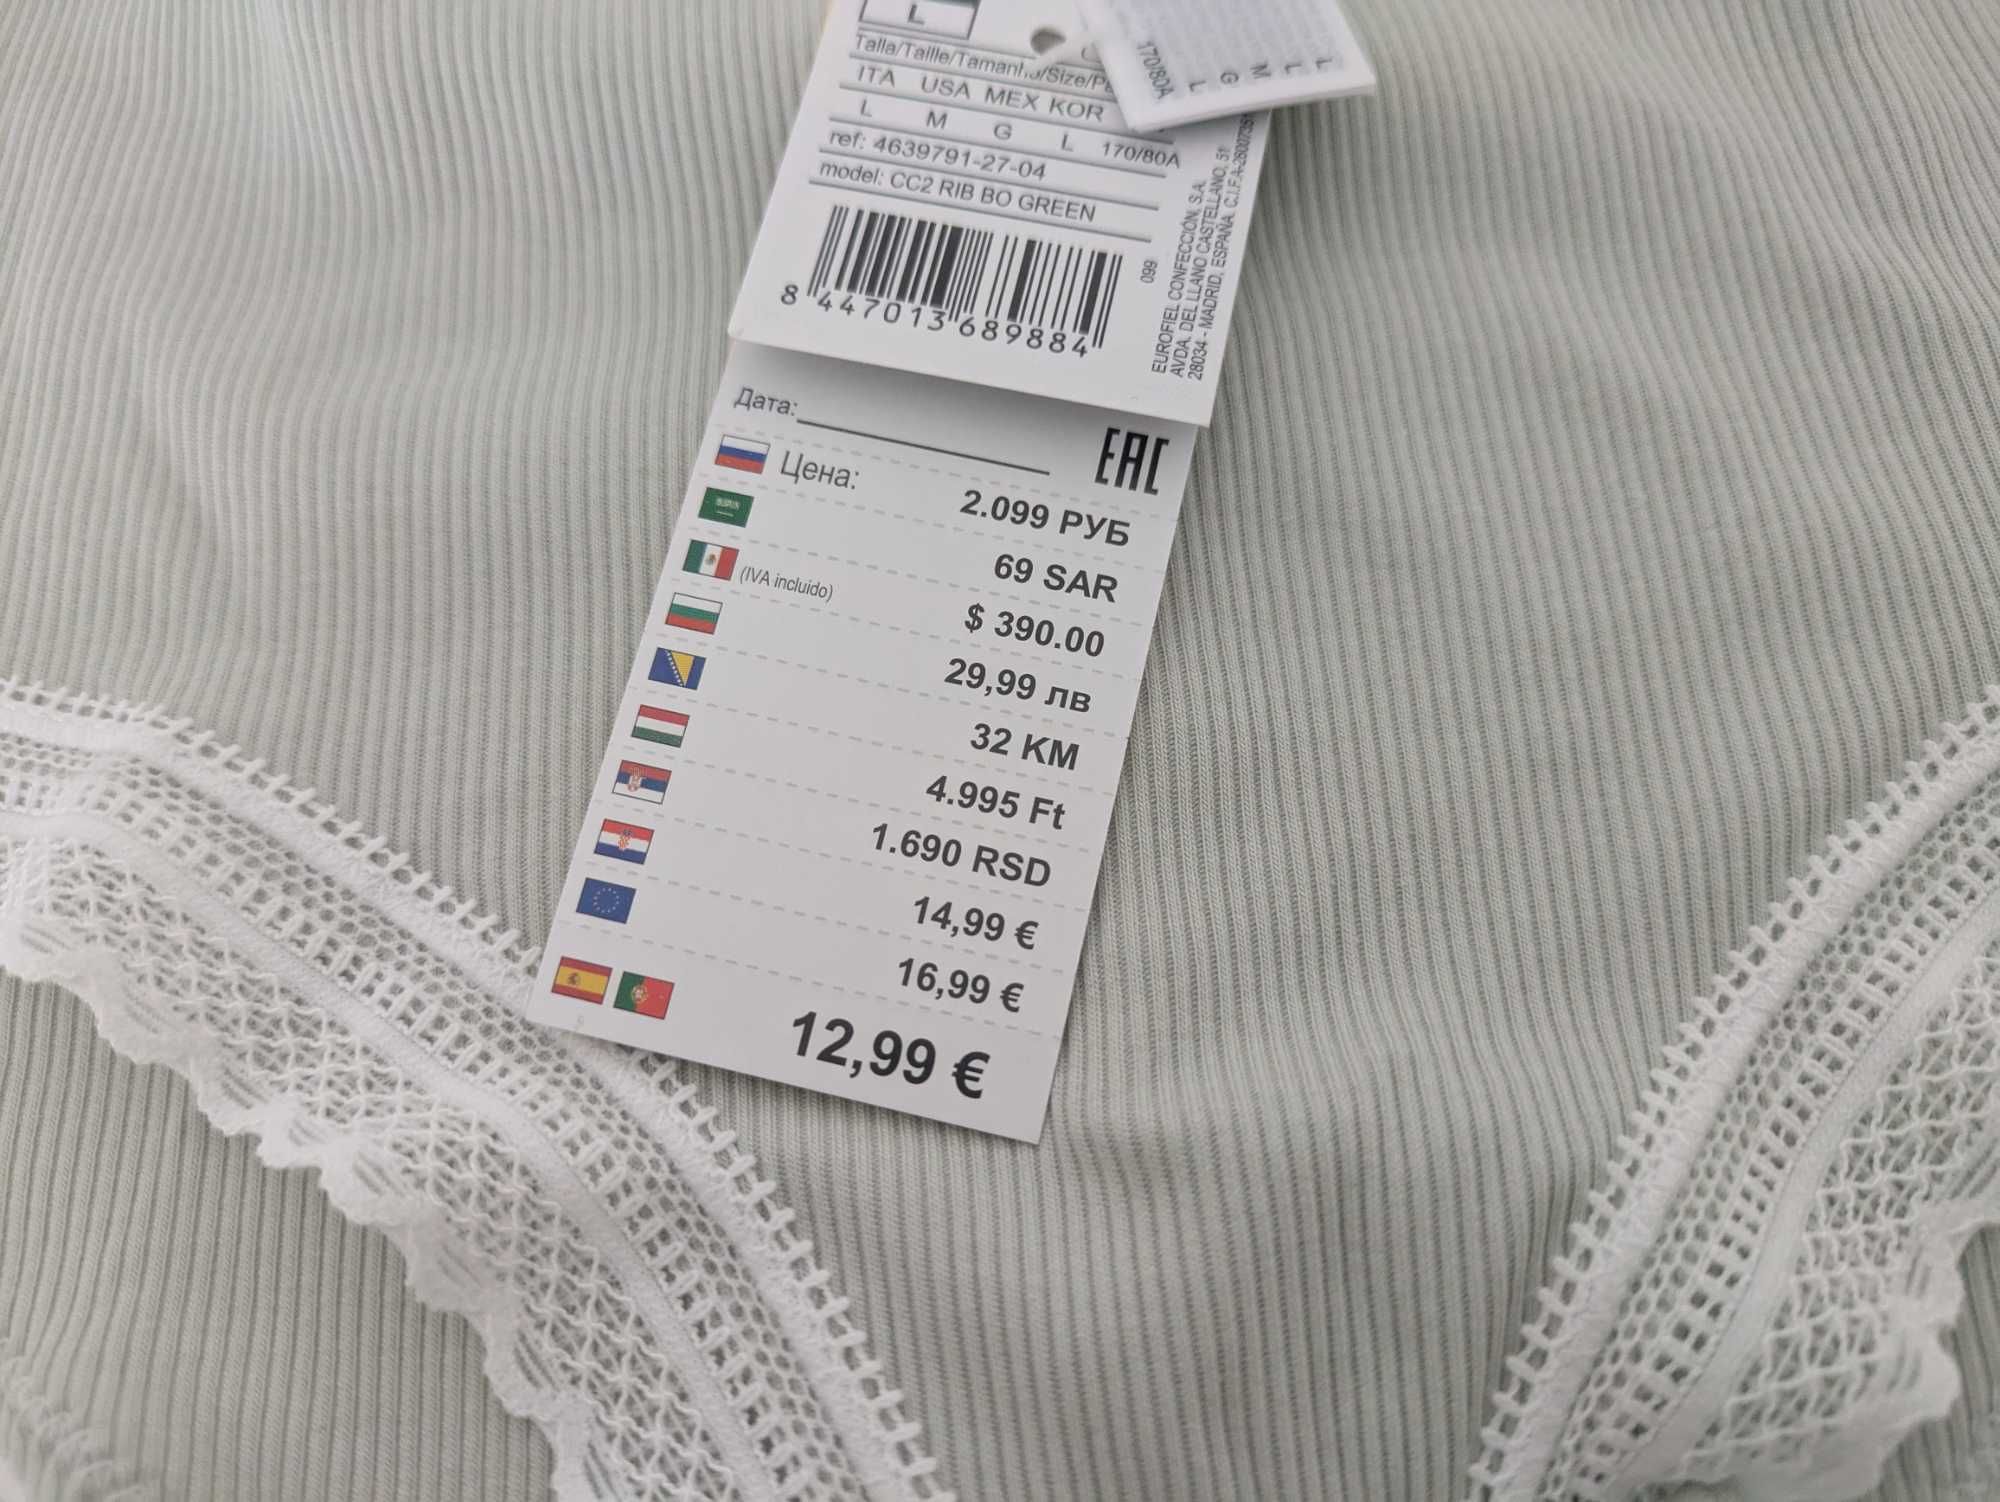 L
Talla/Taille/Tamanho/Size/
ITA USA MEX KOR
L M G L 170/80A
ref: 4639791-27-04
model: CC2 RIB BO GREEN
8 447013 689884
099
EUROFIEL CONFECCIÓN, S.A.
AVDA. DEL LLANO CASTELLANO, 51
28034 - MADRID. ESPAÑA. C.I.F.
170/80A
L
G
M
L
L
Дата:
EAC
Цена: 2.099 РУБ
69 SAR
(IVA incluido) $ 390.00
29,99 лв
32 KM
4.995 Ft
1.690 RSD
14,99 €
16,99 €
12,99 €